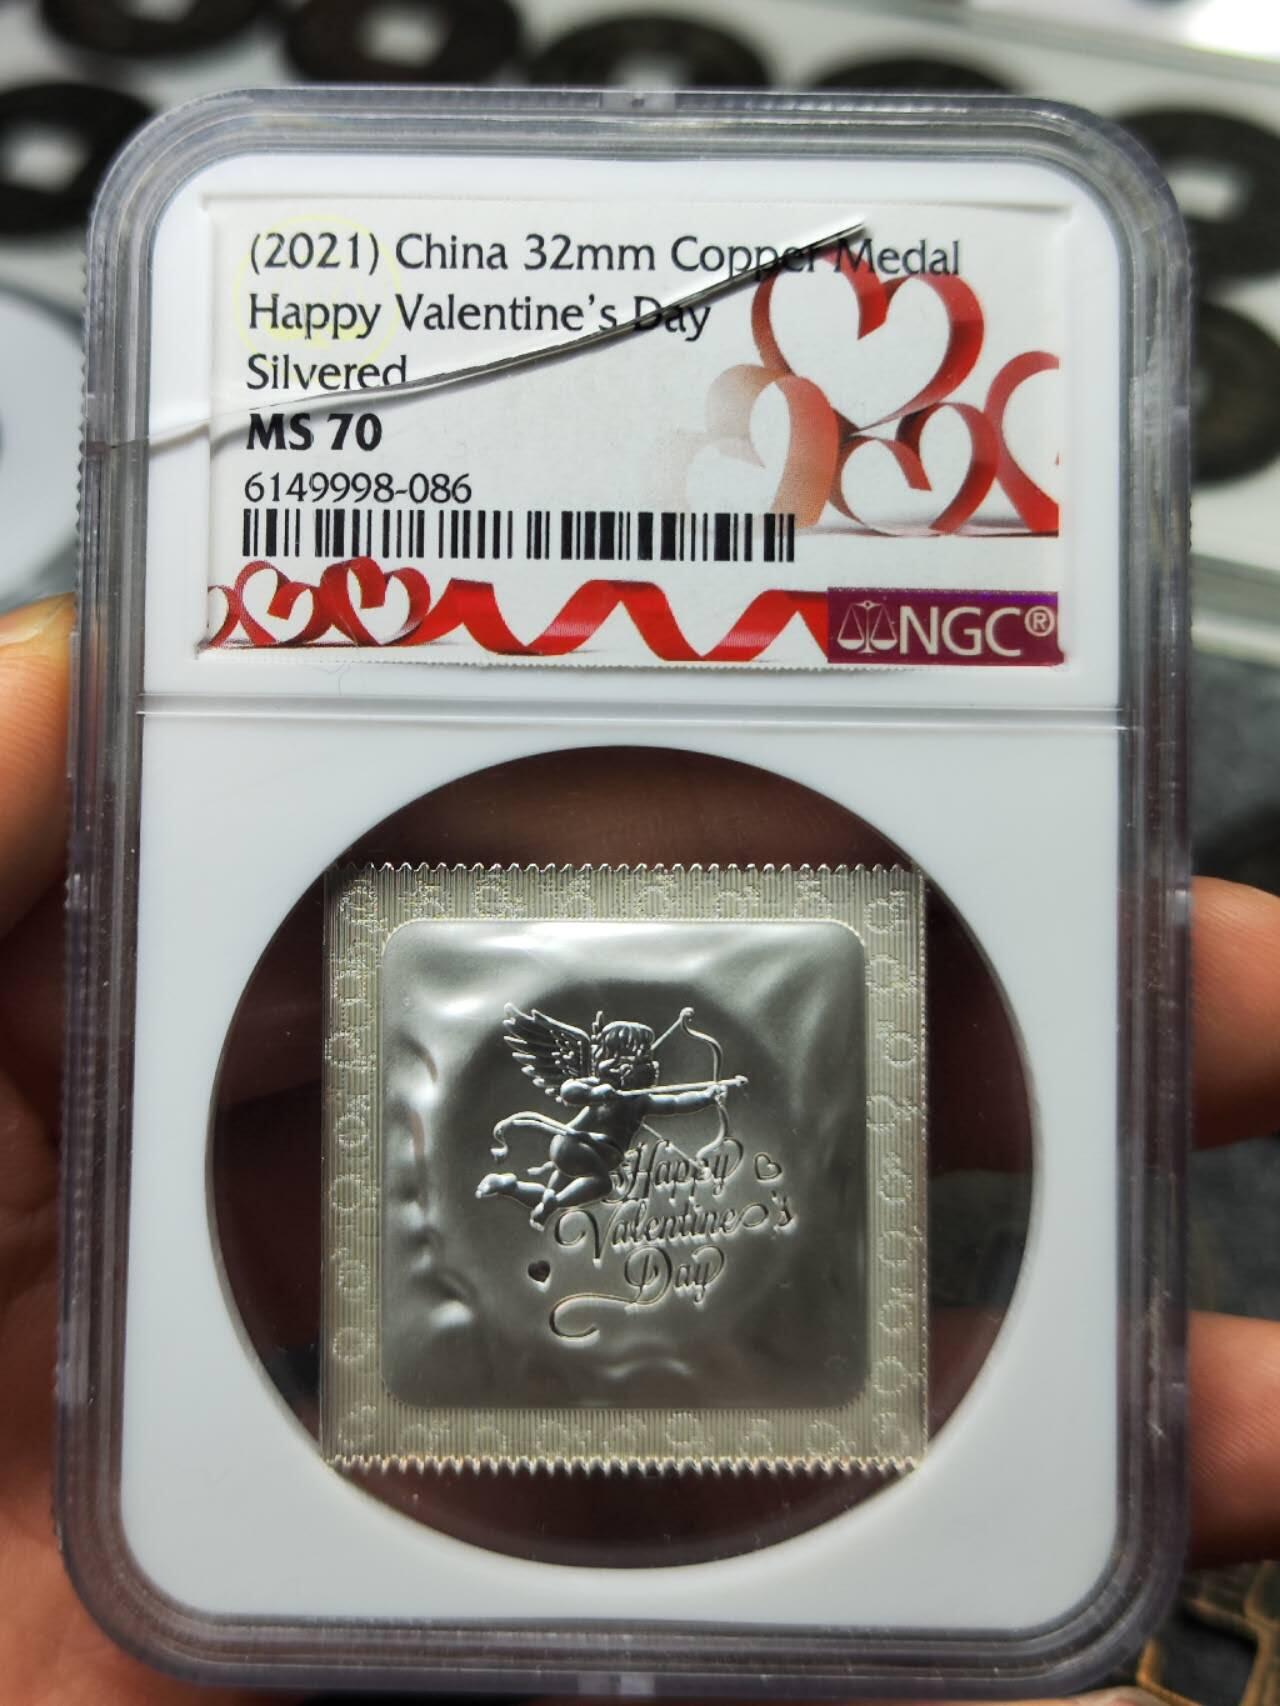 (2021) China 32mm Copper Medal
Happy Valentine's Day
Silvered
MS 70
6149998-086
NGC®
Happy
Valentine's
Day